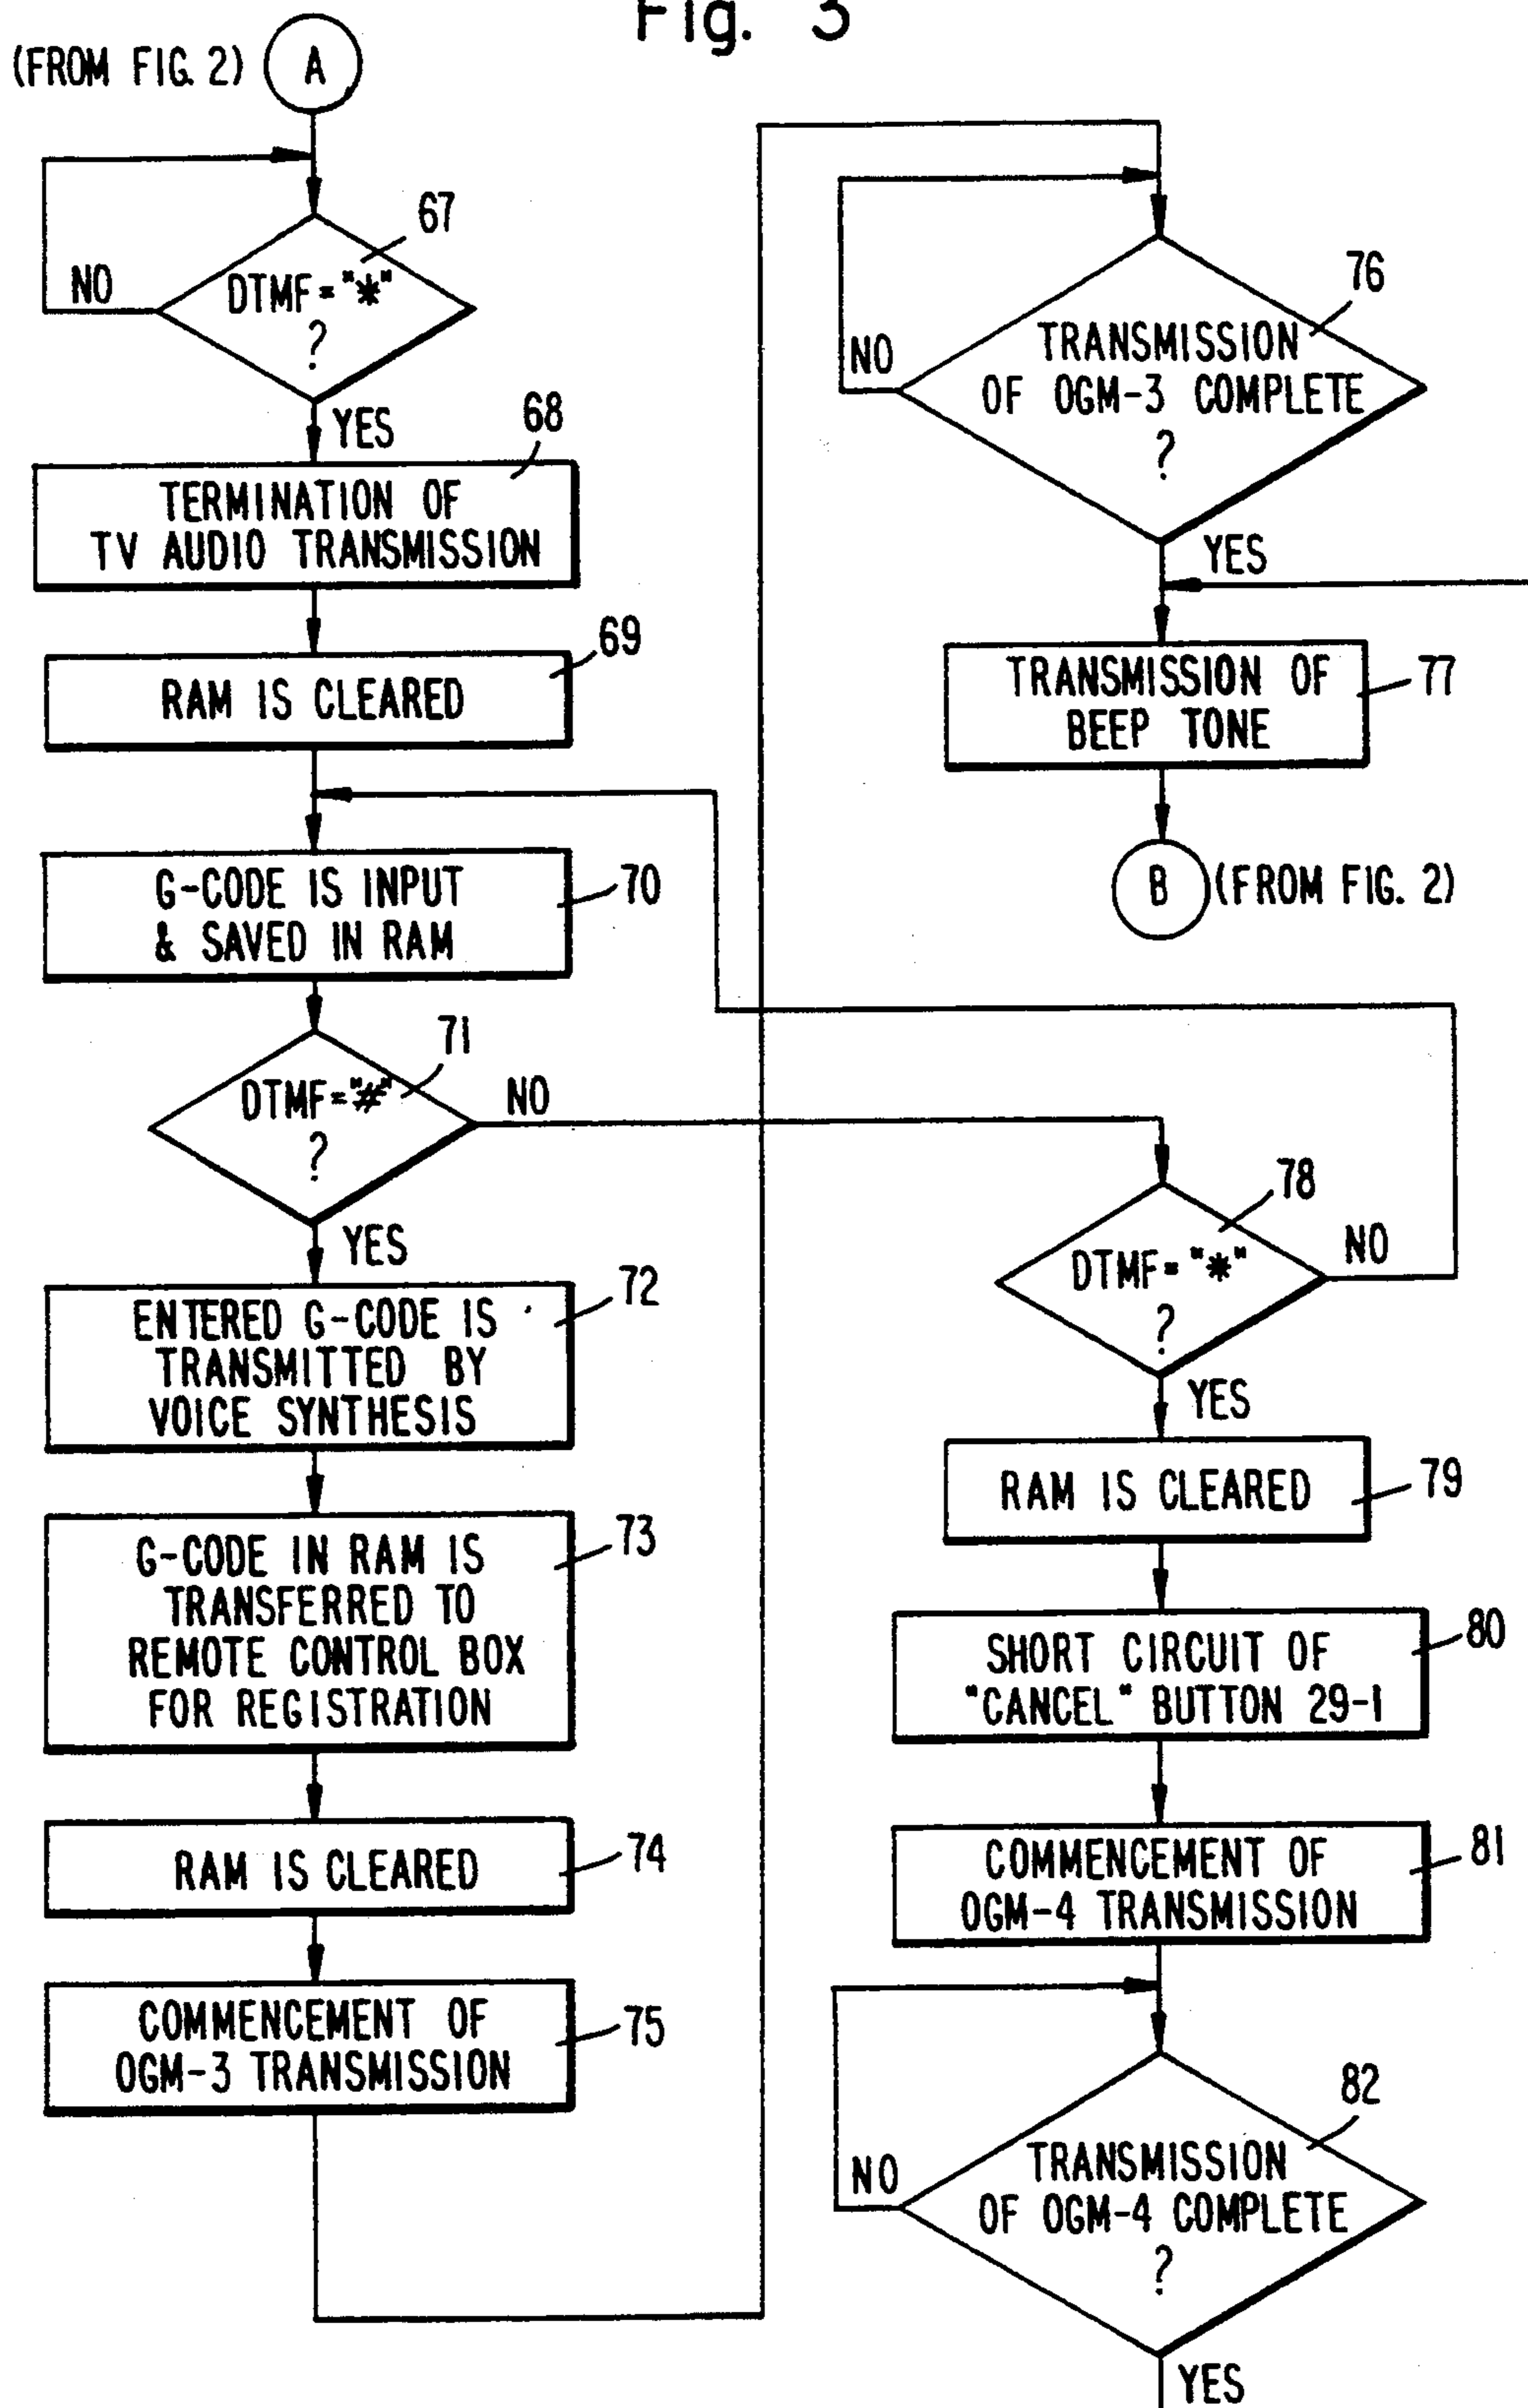 Fig. 3
(FROM FIG. 2) A
67
DTMF="*"
?
NO
YES
68
TERMINATION OF
TV AUDIO TRANSMISSION
69
RAM IS CLEARED
G-CODE IS INPUT
& SAVED IN RAM
70
71
DTMF="#"
?
NO
YES
72
ENTERED G-CODE IS
TRANSMITTED BY
VOICE SYNTHESIS
73
G-CODE IN RAM IS
TRANSFERRED TO
REMOTE CONTROL BOX
FOR REGISTRATION
RAM IS CLEARED
74
COMMENCEMENT OF
OGM-3 TRANSMISSION
75
76
TRANSMISSION
OF OGM-3 COMPLETE
?
NO
YES
TRANSMISSION OF
BEEP TONE
77
B (FROM FIG. 2)
78
DTMF="*"
?
NO
YES
RAM IS CLEARED
79
SHORT CIRCUIT OF
"CANCEL" BUTTON 29-1
80
COMMENCEMENT OF
OGM-4 TRANSMISSION
81
82
TRANSMISSION
OF OGM-4 COMPLETE
?
NO
YES